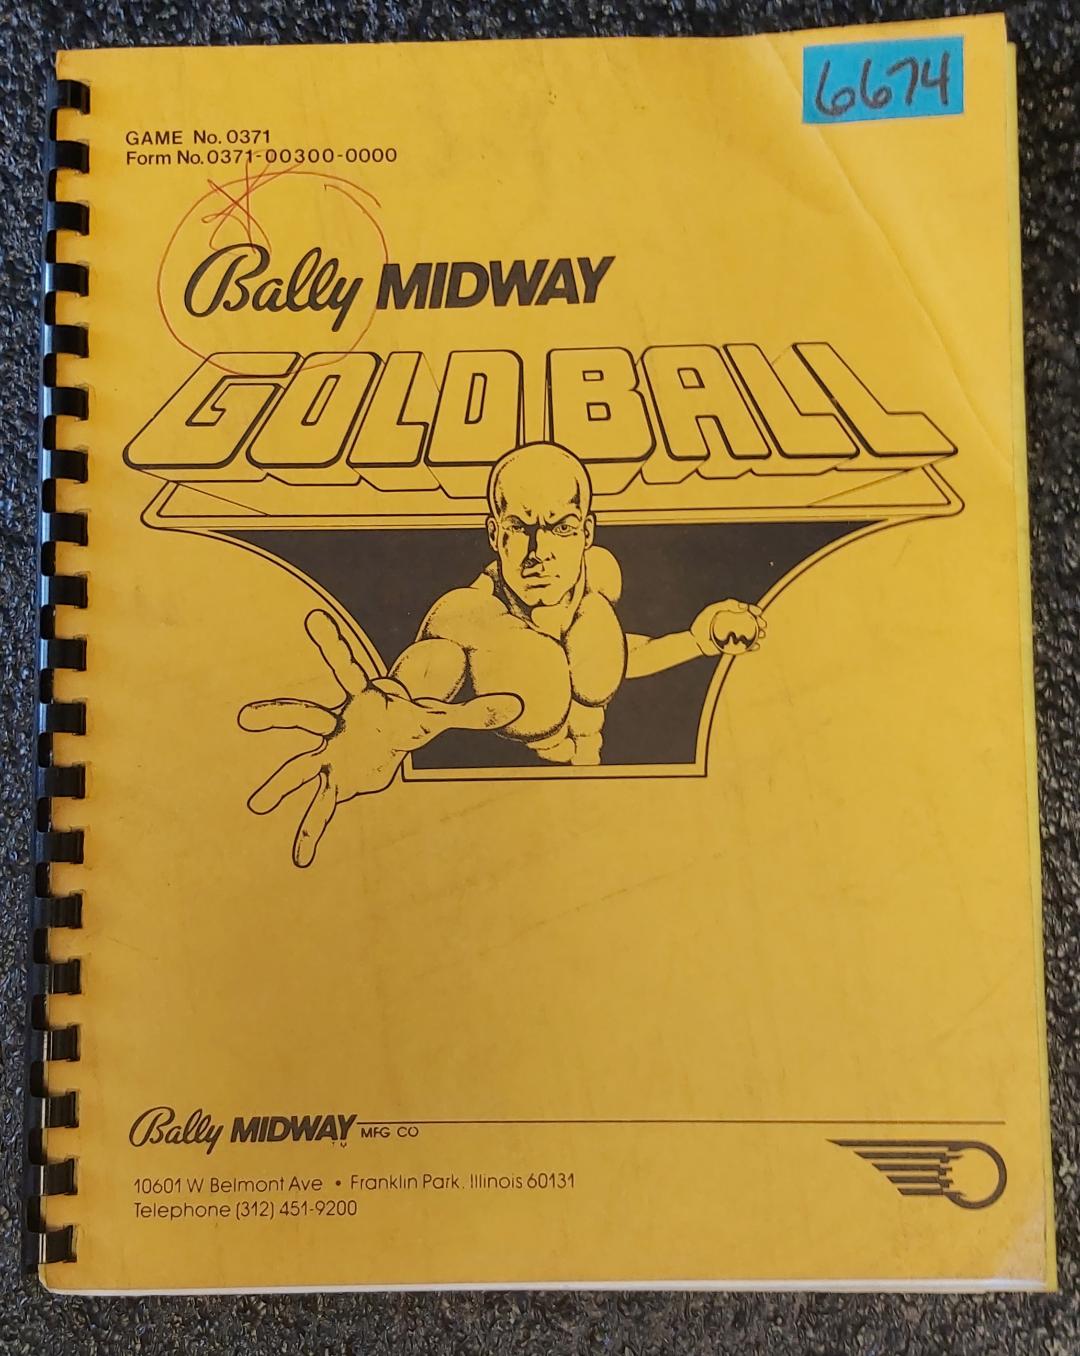 6674
GAME No. 0371
Form No. 0371-00300-0000
Bally MIDWAY
GOLD BALL
Bally MIDWAY MFG CO
TM
10601 W Belmont Ave • Franklin Park, Illinois 60131
Telephone (312) 451-9200